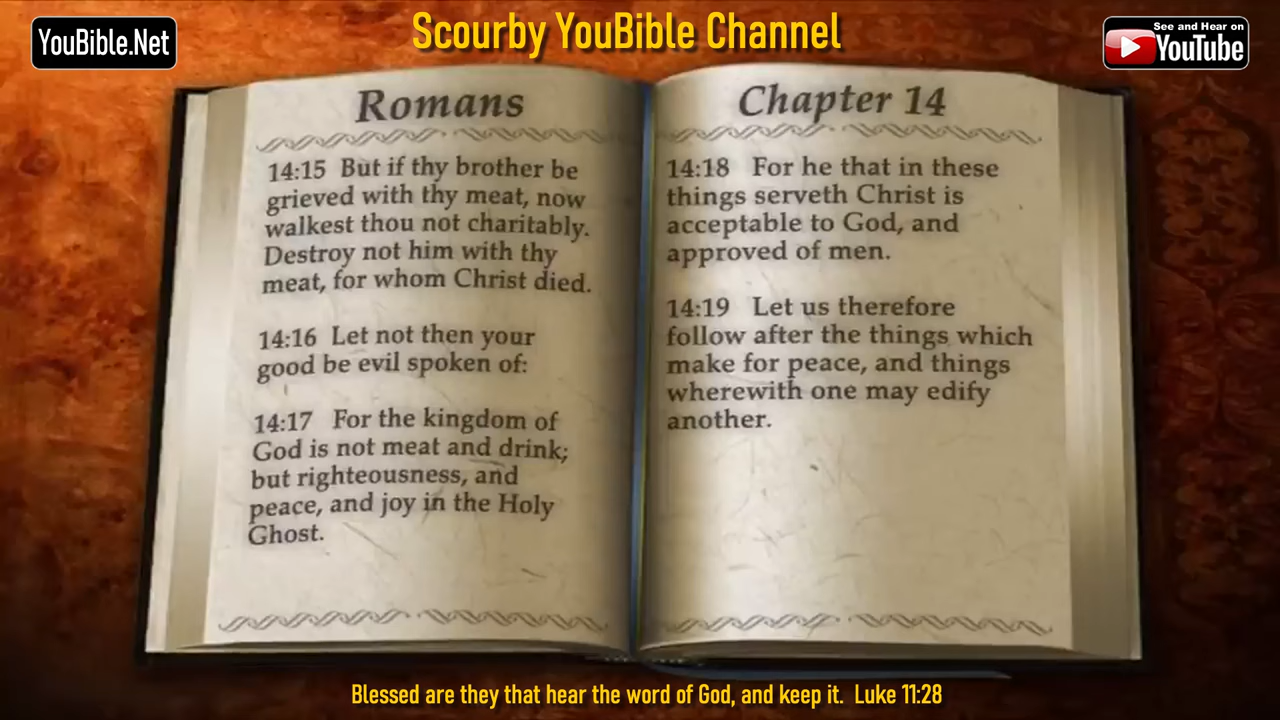 YouBible.Net
Scourby YouBible Channel
See and Hear on
YouTube
Romans
14:15 But if thy brother be
grieved with thy meat, now
walkest thou not charitably.
Destroy not him with thy
meat, for whom Christ died.
14:16 Let not then your
good be evil spoken of:
14:17 For the kingdom of
God is not meat and drink;
but righteousness, and
peace, and joy in the Holy
Ghost.
Chapter 14
14:18 For he that in these
things serveth Christ is
acceptable to God, and
approved of men.
14:19 Let us therefore
follow after the things which
make for peace, and things
wherewith one may edify
another.
Blessed are they that hear the word of God, and keep it. Luke 11:28